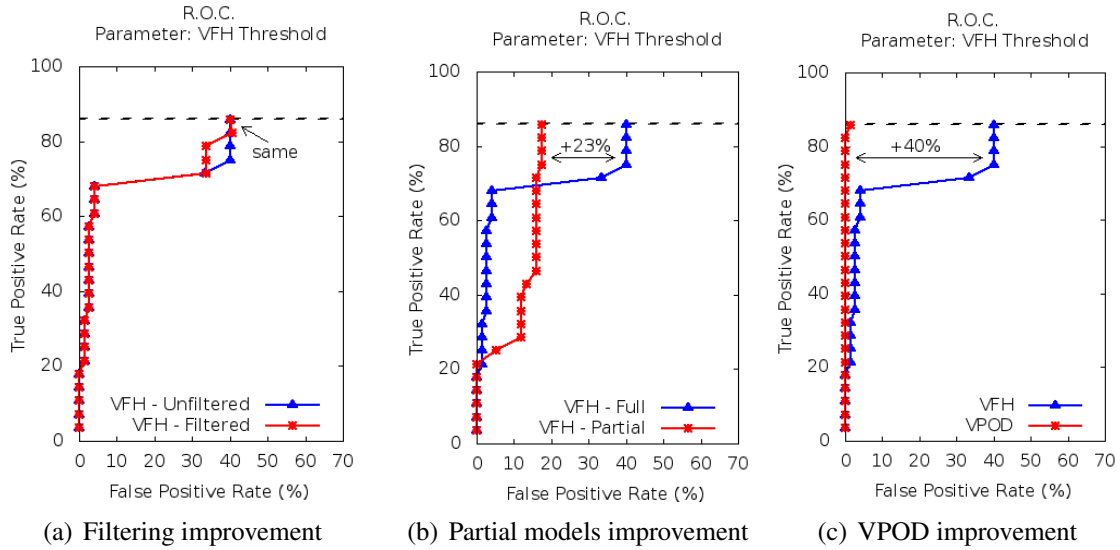 R.O.C.
Parameter: VFH Threshold
True Positive Rate (%)
100
80
60
40
20
0
same
VFH - Unfiltered
VFH - Filtered
0 10 20 30 40 50 60 70
False Positive Rate (%)
(a) Filtering improvement
R.O.C.
Parameter: VFH Threshold
True Positive Rate (%)
100
80
60
40
20
0
+23%
VFH - Full
VFH - Partial
0 10 20 30 40 50 60 70
False Positive Rate (%)
(b) Partial models improvement
R.O.C.
Parameter: VFH Threshold
True Positive Rate (%)
100
80
60
40
20
0
+40%
VFH
VPOD
0 10 20 30 40 50 60 70
False Positive Rate (%)
(c) VPOD improvement